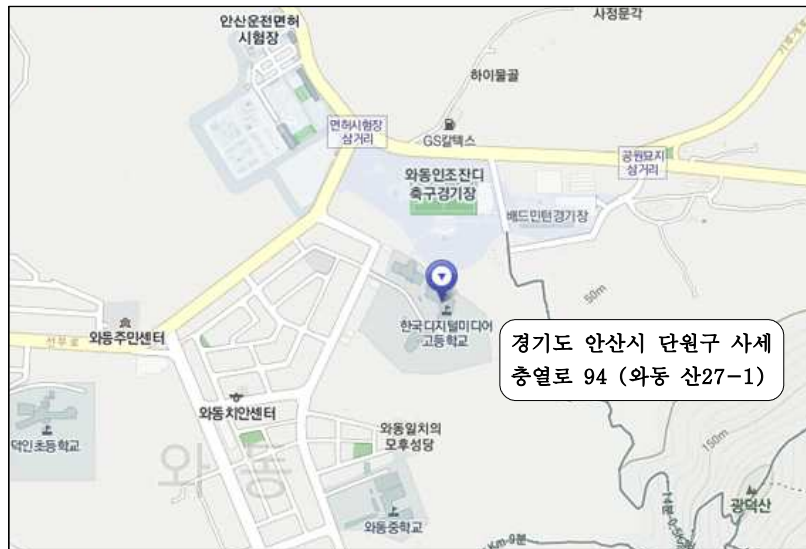 사정문각
안산운전면허
시험장
하이물골
GS칼텍스
면허시험장
삼거리
공원묘지
삼거리
와동인조잔디
축구경기장
배드민턴경기장
50m
한국디지털미디어
고등학교
와동주민센터
선부로
경기도 안산시 단원구 사세
충열로 94 (와동 산27-1)
와동치안센터
와동일치의
모후성당
덕인초등학교
와동
150m
광덕산
와동중학교
Km·9분